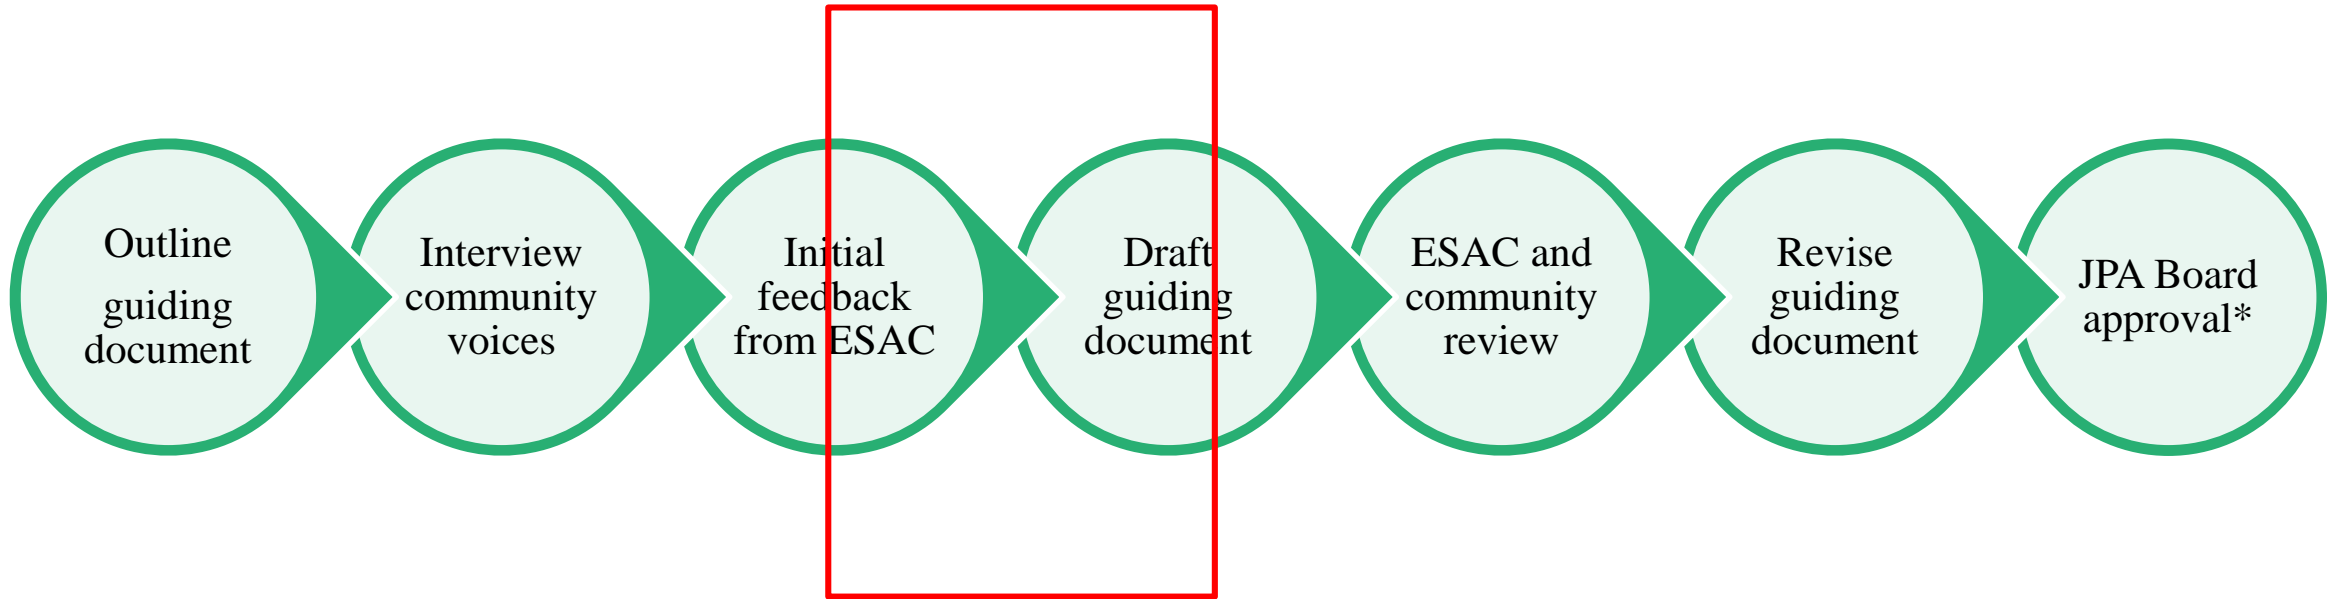 Outline
guiding
document
Interview
community
voices
Initial
feedback
from ESAC
Draft
guiding
document
ESAC and
community
review
Revise
guiding
document
JPA Board
approval*